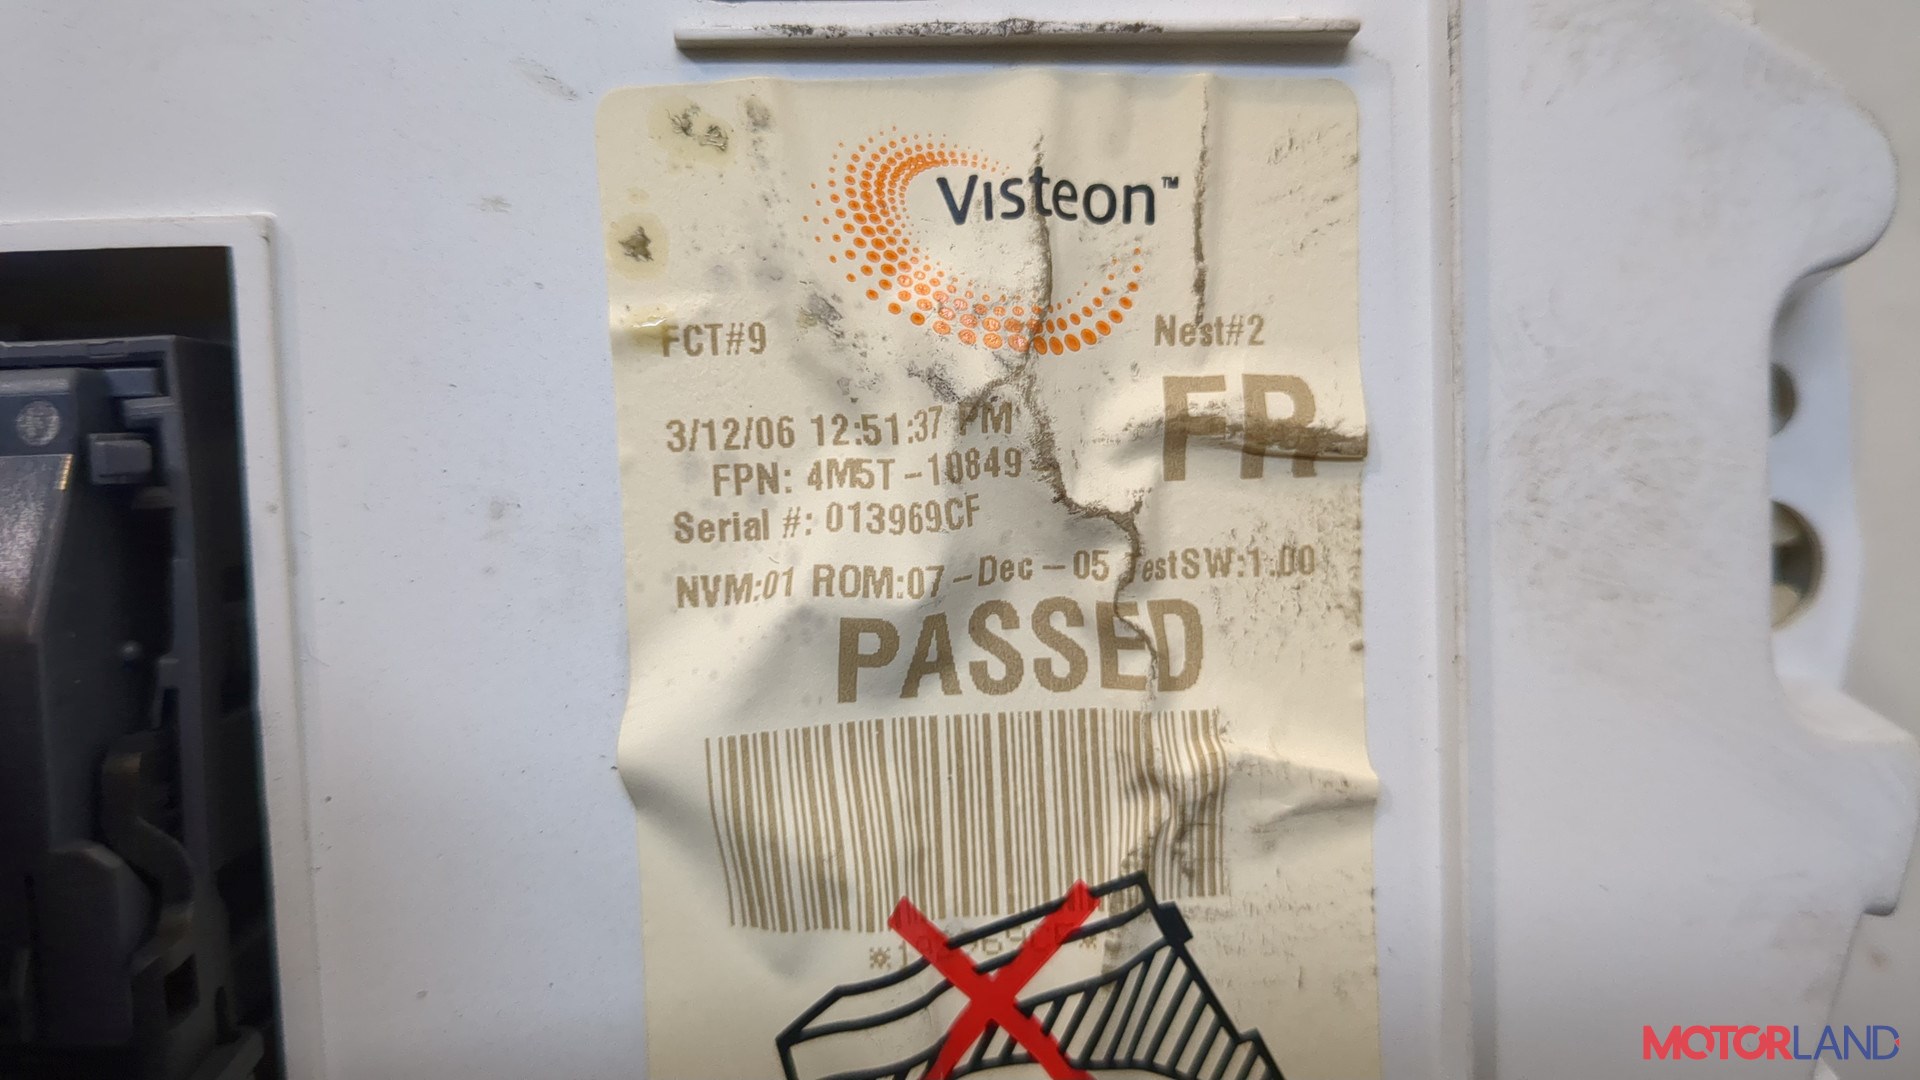 Visteon™
FCT#9 Nest#2
FR
3/12/06 12:51:37 PM
FPN: 4M5T-10849
Serial #: 013969CF
NVM:01 ROM:07-Dec-05 TestSW:1.00
PASSED
MOTORLAND